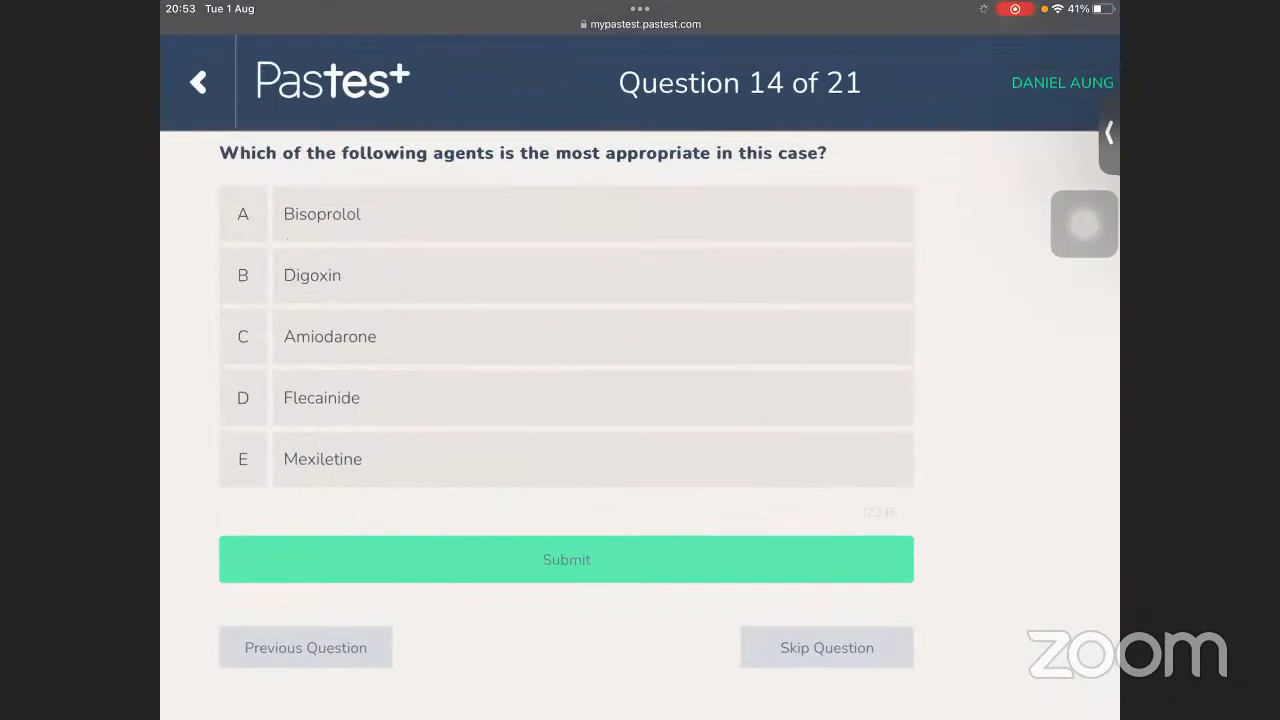 20:53 Tue 1 Aug
41%
mypastest.pastest.com
Pastest
Question 14 of 21
DANIEL AUNG
Which of the following agents is the most appropriate in this case?
A Bisoprolol
B Digoxin
C Amiodarone
D Flecainide
E Mexiletine
12346
Submit
Previous Question
Skip Question
zoom